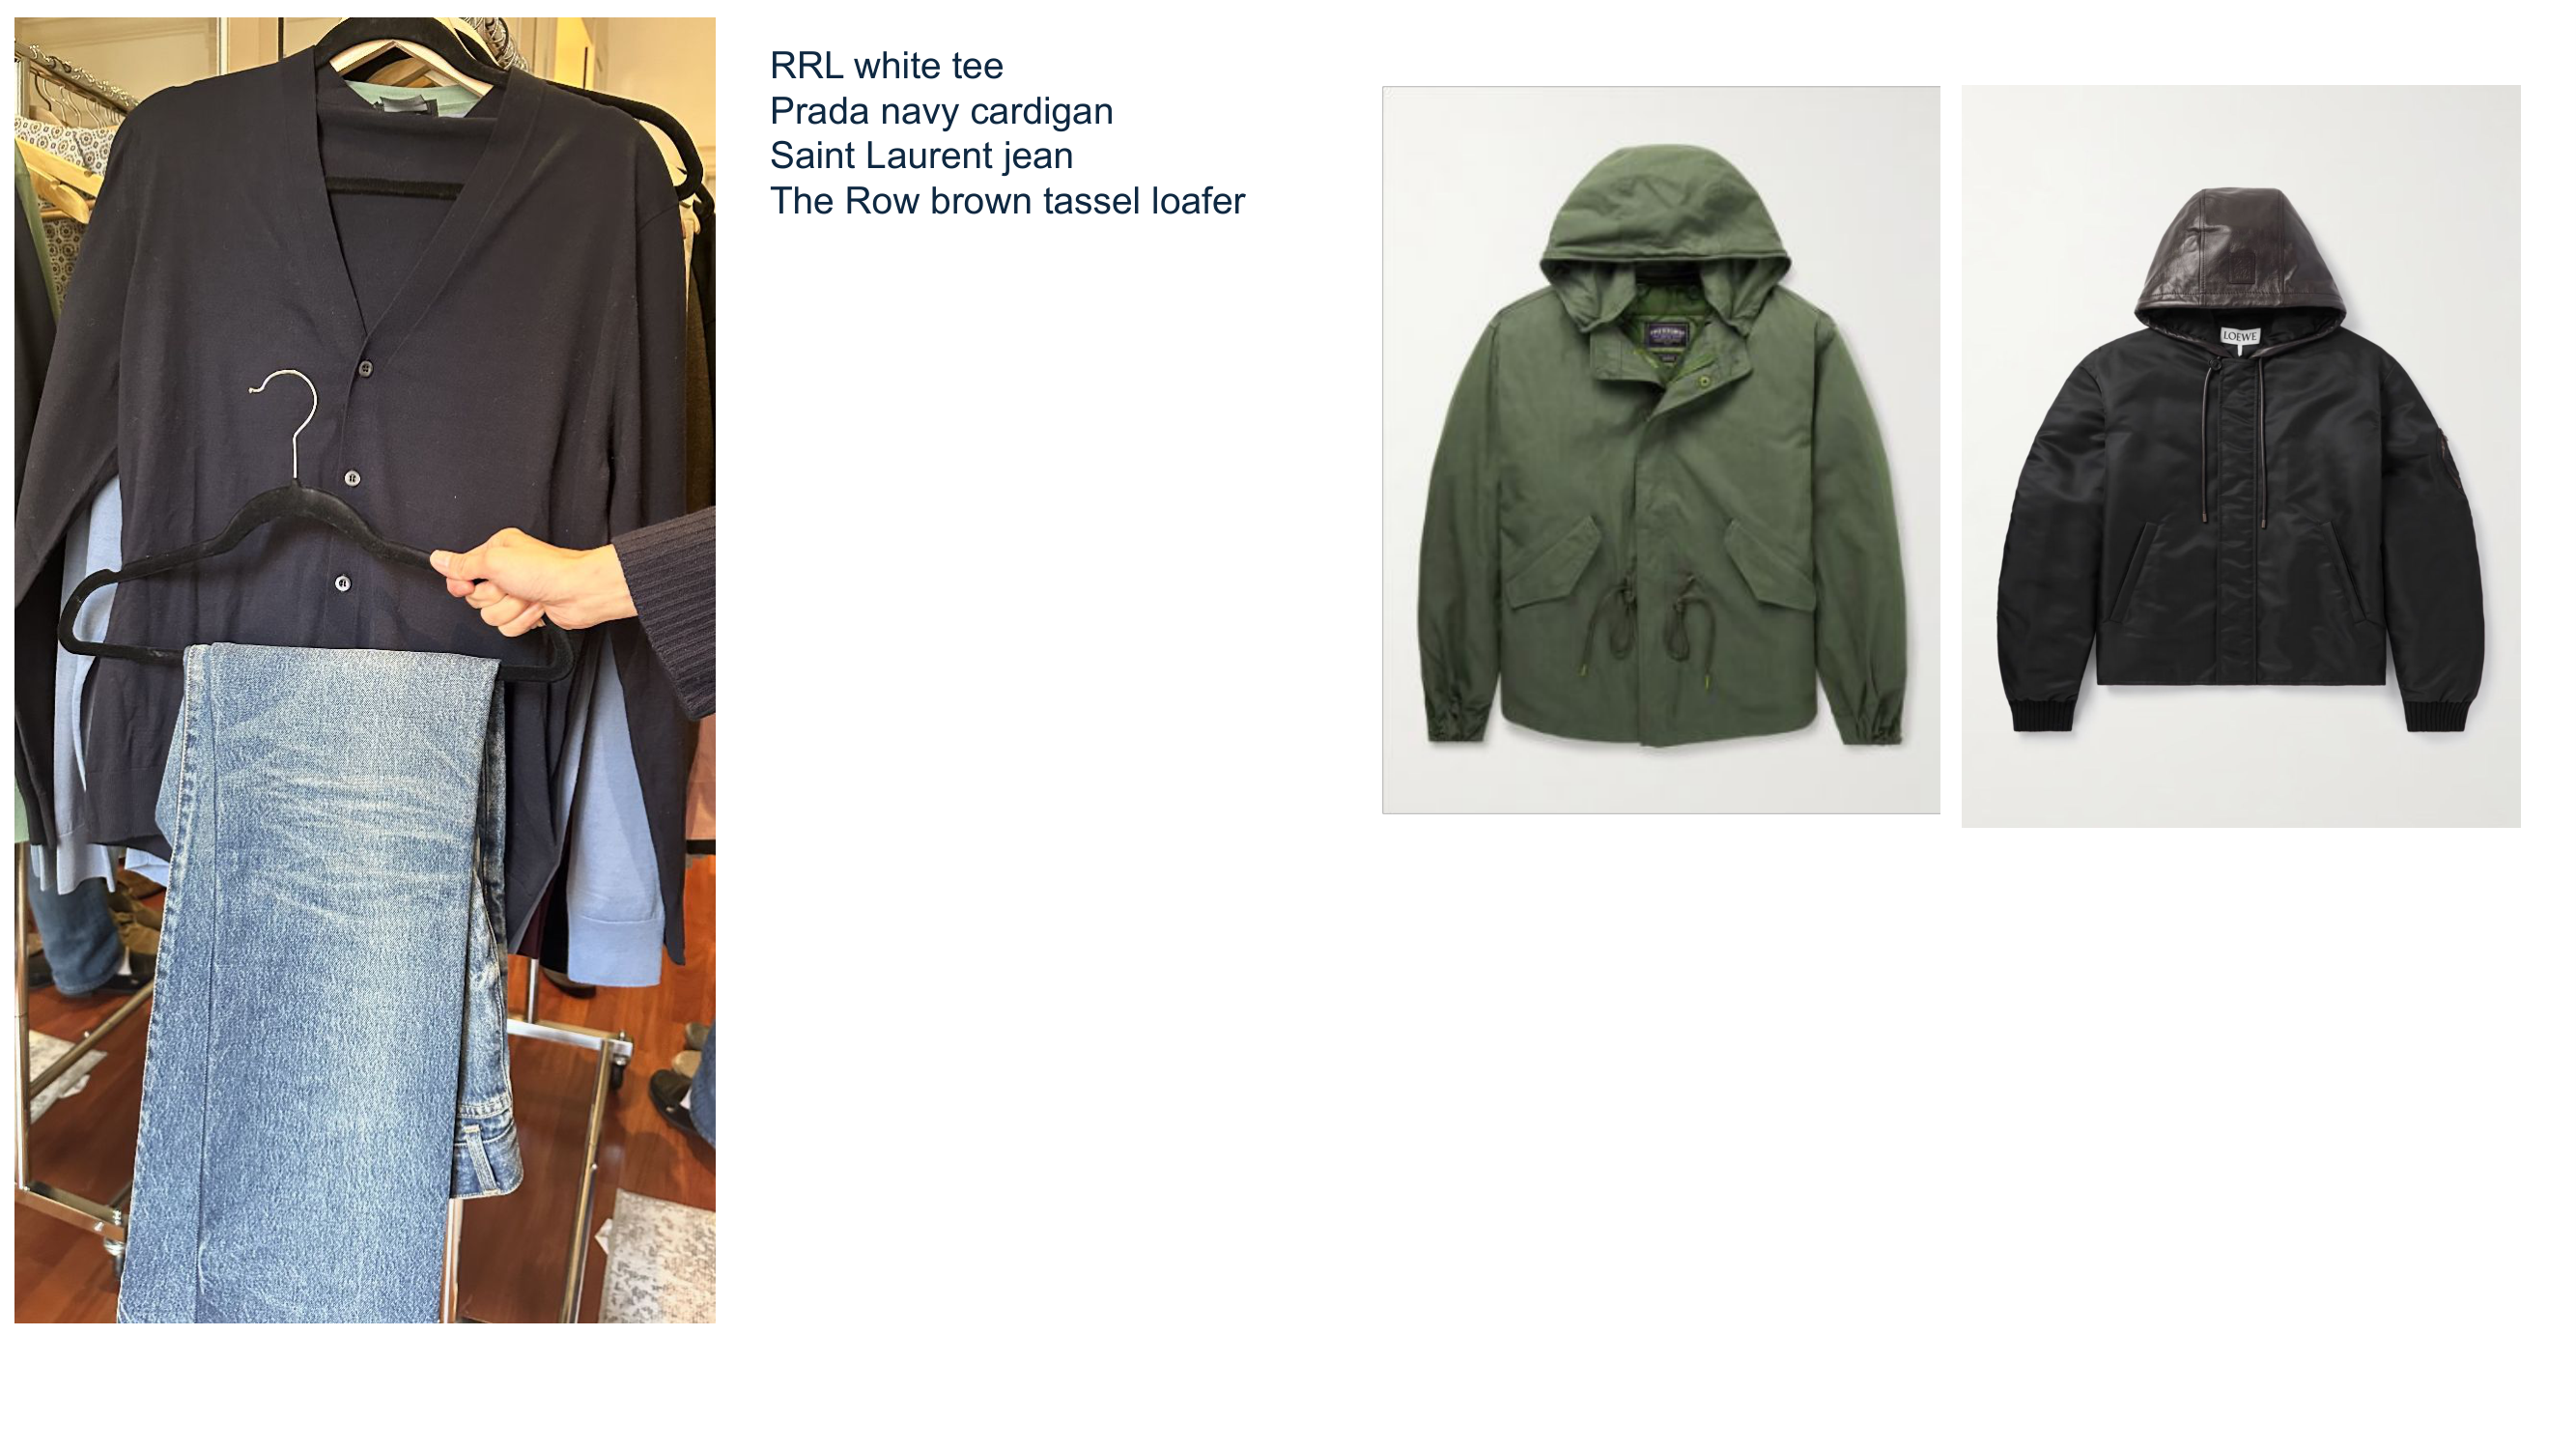 RRL white tee
Prada navy cardigan
Saint Laurent jean
The Row brown tassel loafer
LOEWE